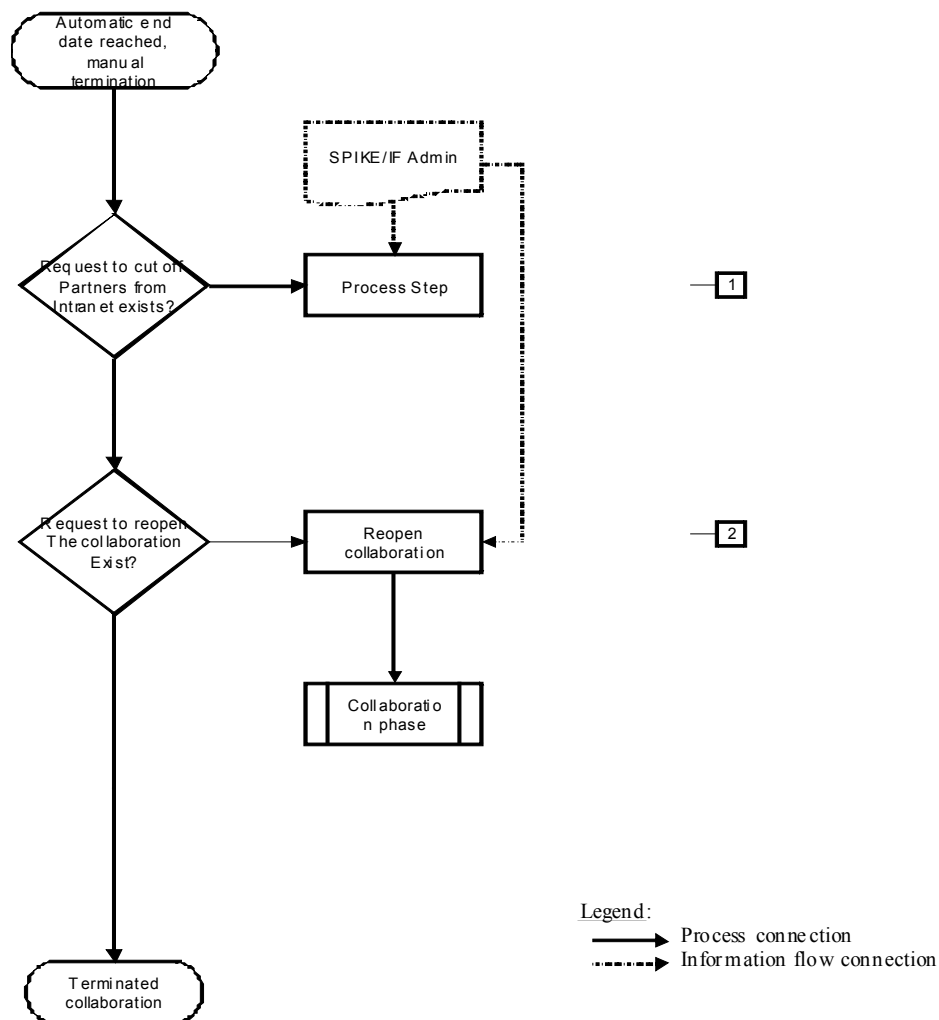 Automatic end
date reached,
manual
termination
SPIKE/IF Admin
Request to cut off
Partners from
Intranet exists?
Process Step
1
Request to reopen
The collaboration
Exist?
Reopen
collaboration
2
Collaboratio
n phase
Legend:
Process connection
Information flow connection
Terminated
collaboration